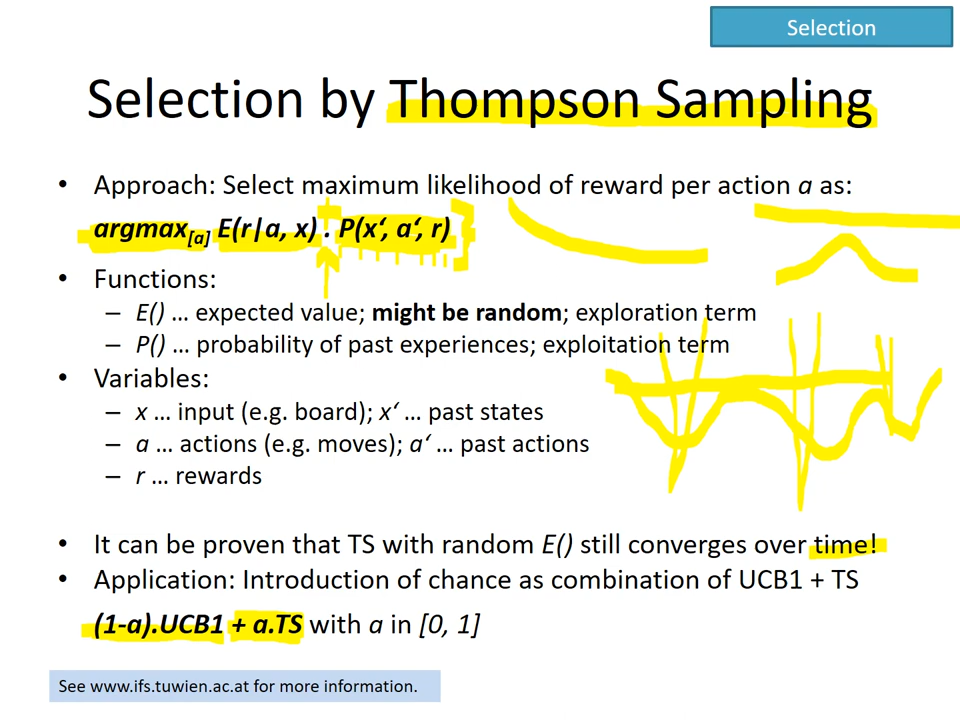 Selection
Selection by Thompson Sampling
• Approach: Select maximum likelihood of reward per action a as:
argmax[a] E(r|a, x) . P(x‘, a‘, r)
• Functions:
– E() … expected value; might be random; exploration term
– P() … probability of past experiences; exploitation term
• Variables:
– x … input (e.g. board); x‘ … past states
– a … actions (e.g. moves); a‘ … past actions
– r … rewards
• It can be proven that TS with random E() still converges over time!
• Application: Introduction of chance as combination of UCB1 + TS
(1-a).UCB1 + a.TS with a in [0, 1]
See www.ifs.tuwien.ac.at for more information.